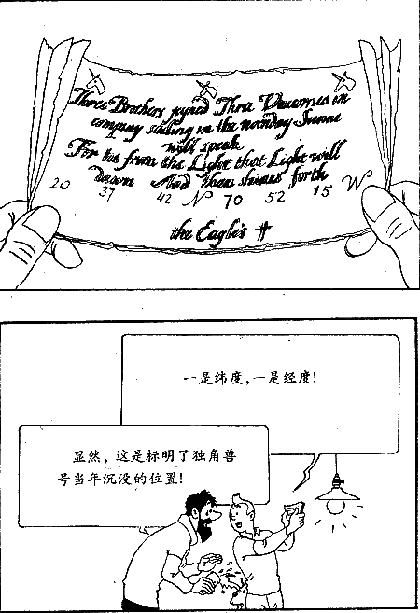 Three Brothers joyned Three Unicornes in
company sailing in the noonday Sunne
will speak
For tis from the Light that Light will
dawn And then shines forth
20 37 42 N 70 52 15 W
the Eagle's ✝
一是纬度，一是经度！
显然，这是标明了独角兽
号当年沉没的位置！